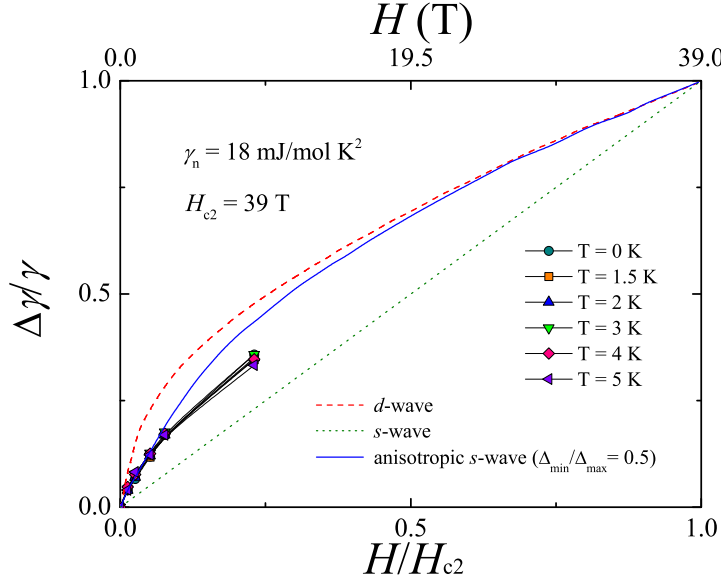 H (T)
0.0 19.5 39.0
1.0
γn = 18 mJ/mol K²
Hc2 = 39 T
T = 0 K
T = 1.5 K
T = 2 K
T = 3 K
T = 4 K
T = 5 K
0.5
Δγ/γ
d-wave
s-wave
anisotropic s-wave (Δmin/Δmax= 0.5)
0.0
0.0 0.5 1.0
H/Hc2